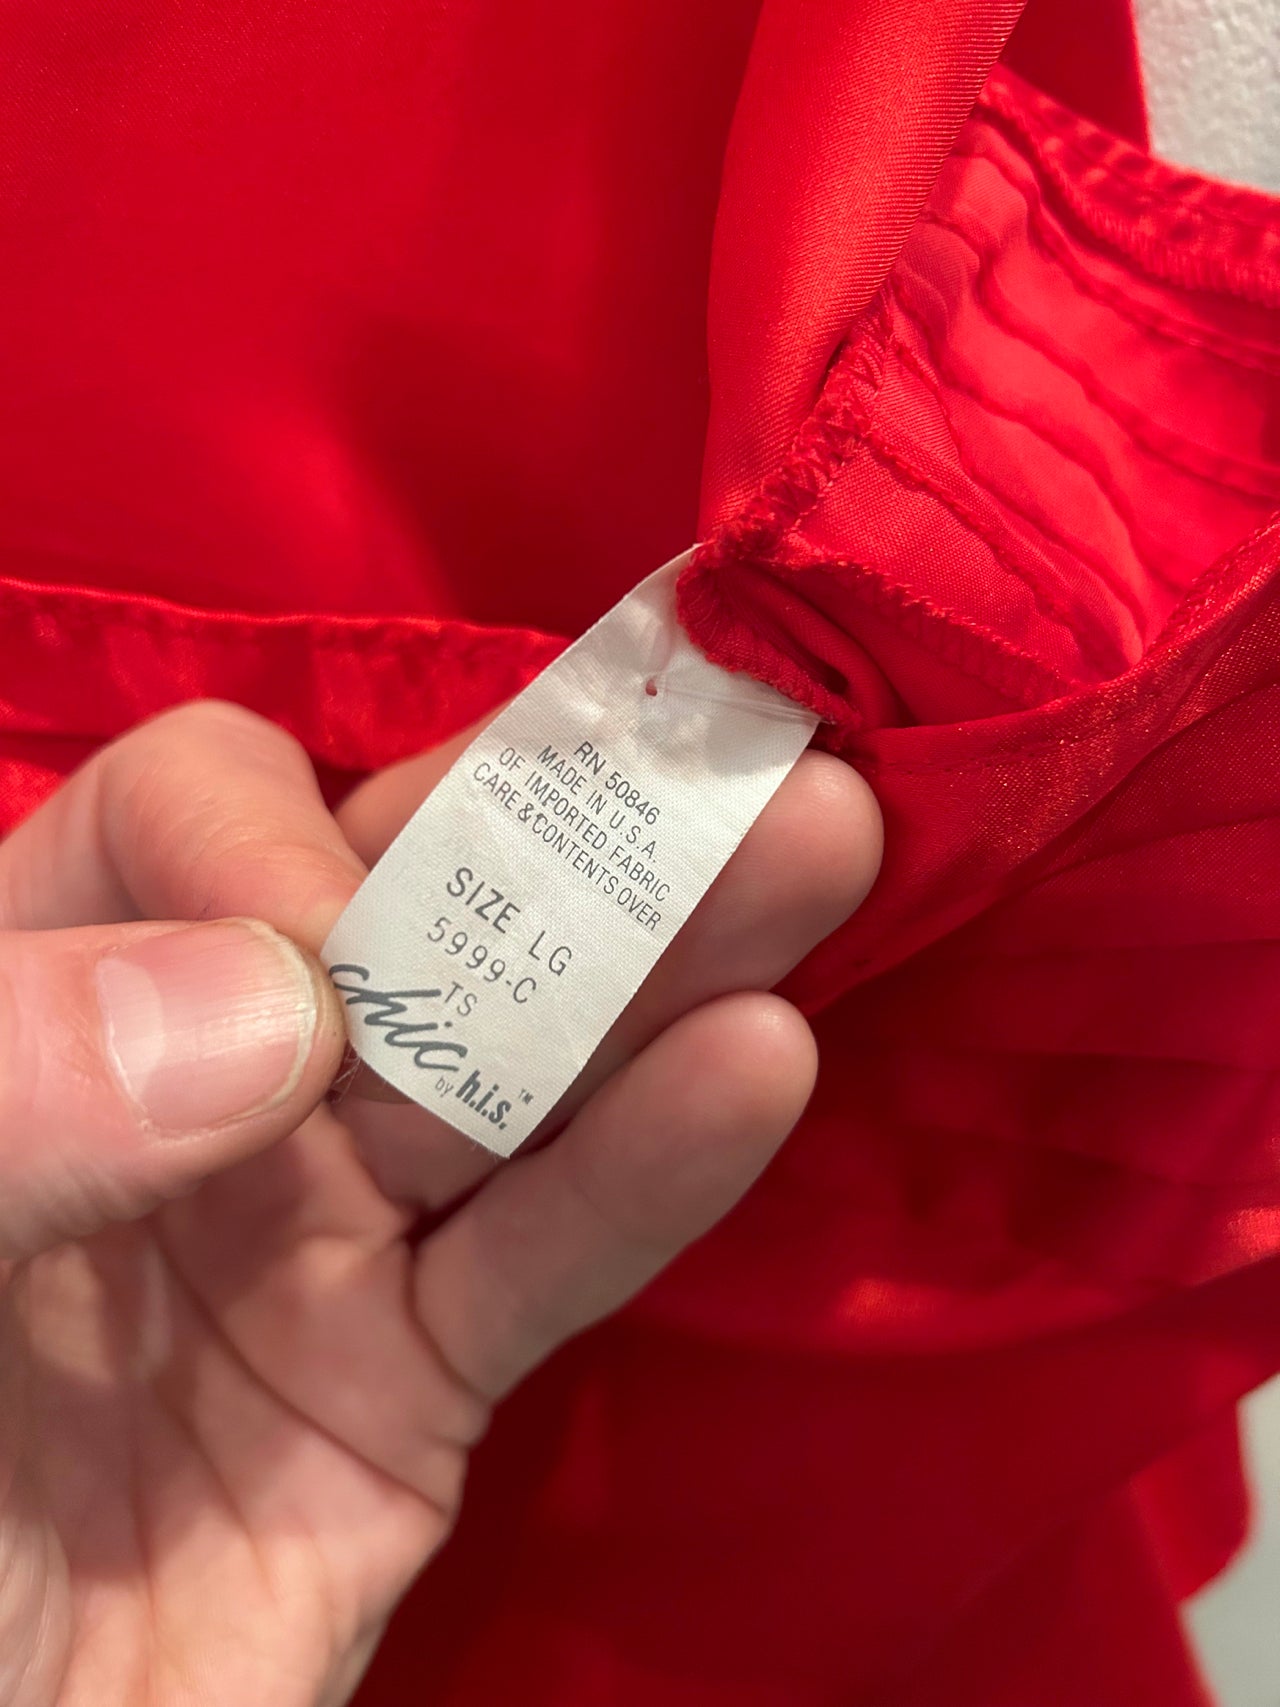 RN 50846
MADE IN U.S.A.
OF IMPORTED FABRIC
CARE & CONTENTS OVER
SIZE LG
5999-C
TS
chic
BY h.i.s.™